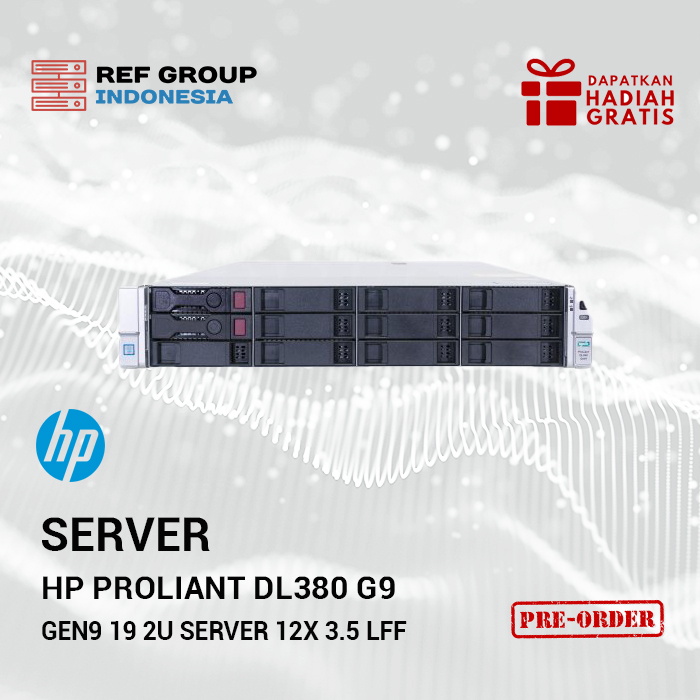 REF GROUP
INDONESIA
DAPATKAN
HADIAH
GRATIS
hp
SERVER
HP PROLIANT DL380 G9
GEN9 19 2U SERVER 12X 3.5 LFF
PRE-ORDER